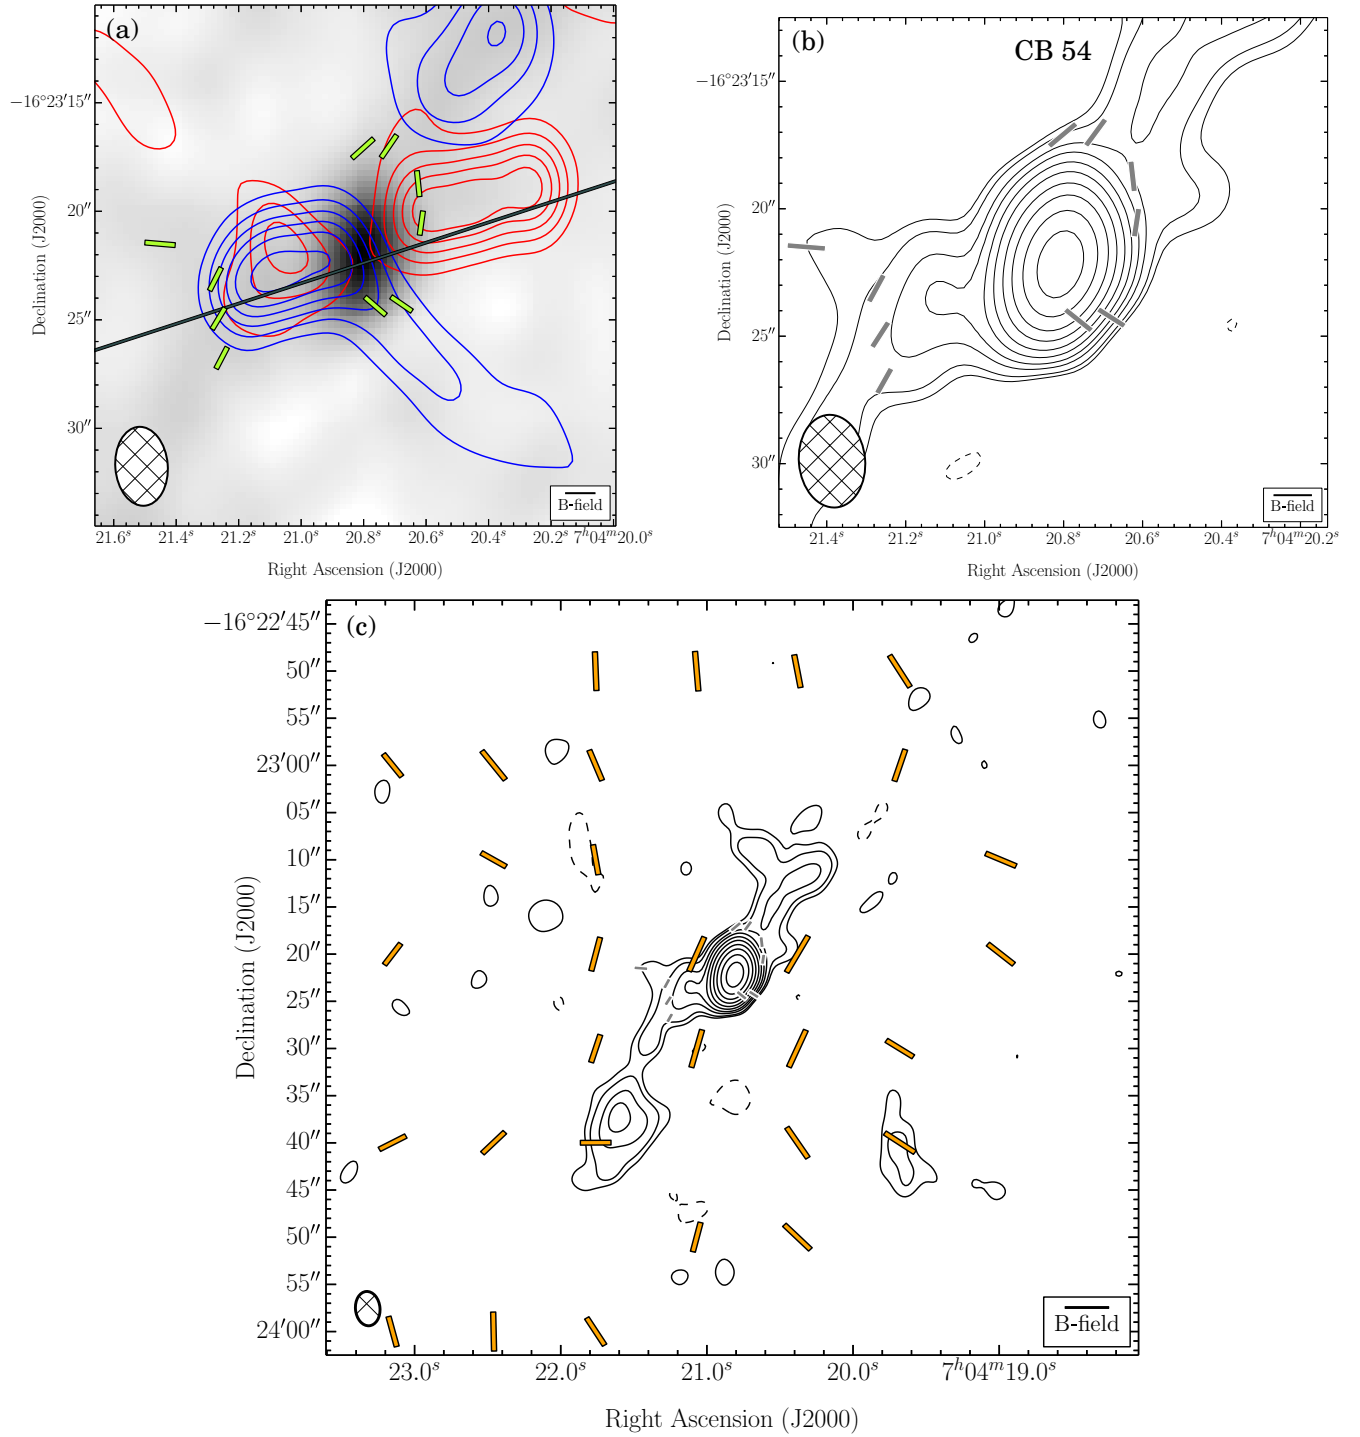 (a)
−16°23′15″
20″
25″
30″
Declination (J2000)
B-field
21.6ˢ 21.4ˢ 21.2ˢ 21.0ˢ 20.8ˢ 20.6ˢ 20.4ˢ 20.2ˢ 7ʰ04ᵐ20.0ˢ
Right Ascension (J2000)
(b)
CB 54
−16°23′15″
20″
25″
30″
Declination (J2000)
B-field
21.4ˢ 21.2ˢ 21.0ˢ 20.8ˢ 20.6ˢ 20.4ˢ 7ʰ04ᵐ20.2ˢ
Right Ascension (J2000)
(c)
−16°22′45″
50″
55″
23′00″
05″
10″
15″
20″
25″
30″
35″
40″
45″
50″
55″
24′00″
Declination (J2000)
B-field
23.0ˢ 22.0ˢ 21.0ˢ 20.0ˢ 7ʰ04ᵐ19.0ˢ
Right Ascension (J2000)